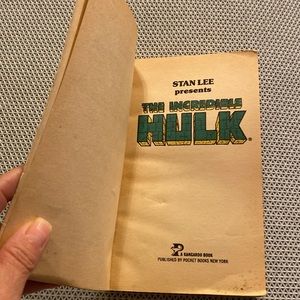 STAN LEE
presents
THE INCREDIBLE
HULK
A KANGAROO BOOK
PUBLISHED BY POCKET BOOKS NEW YORK